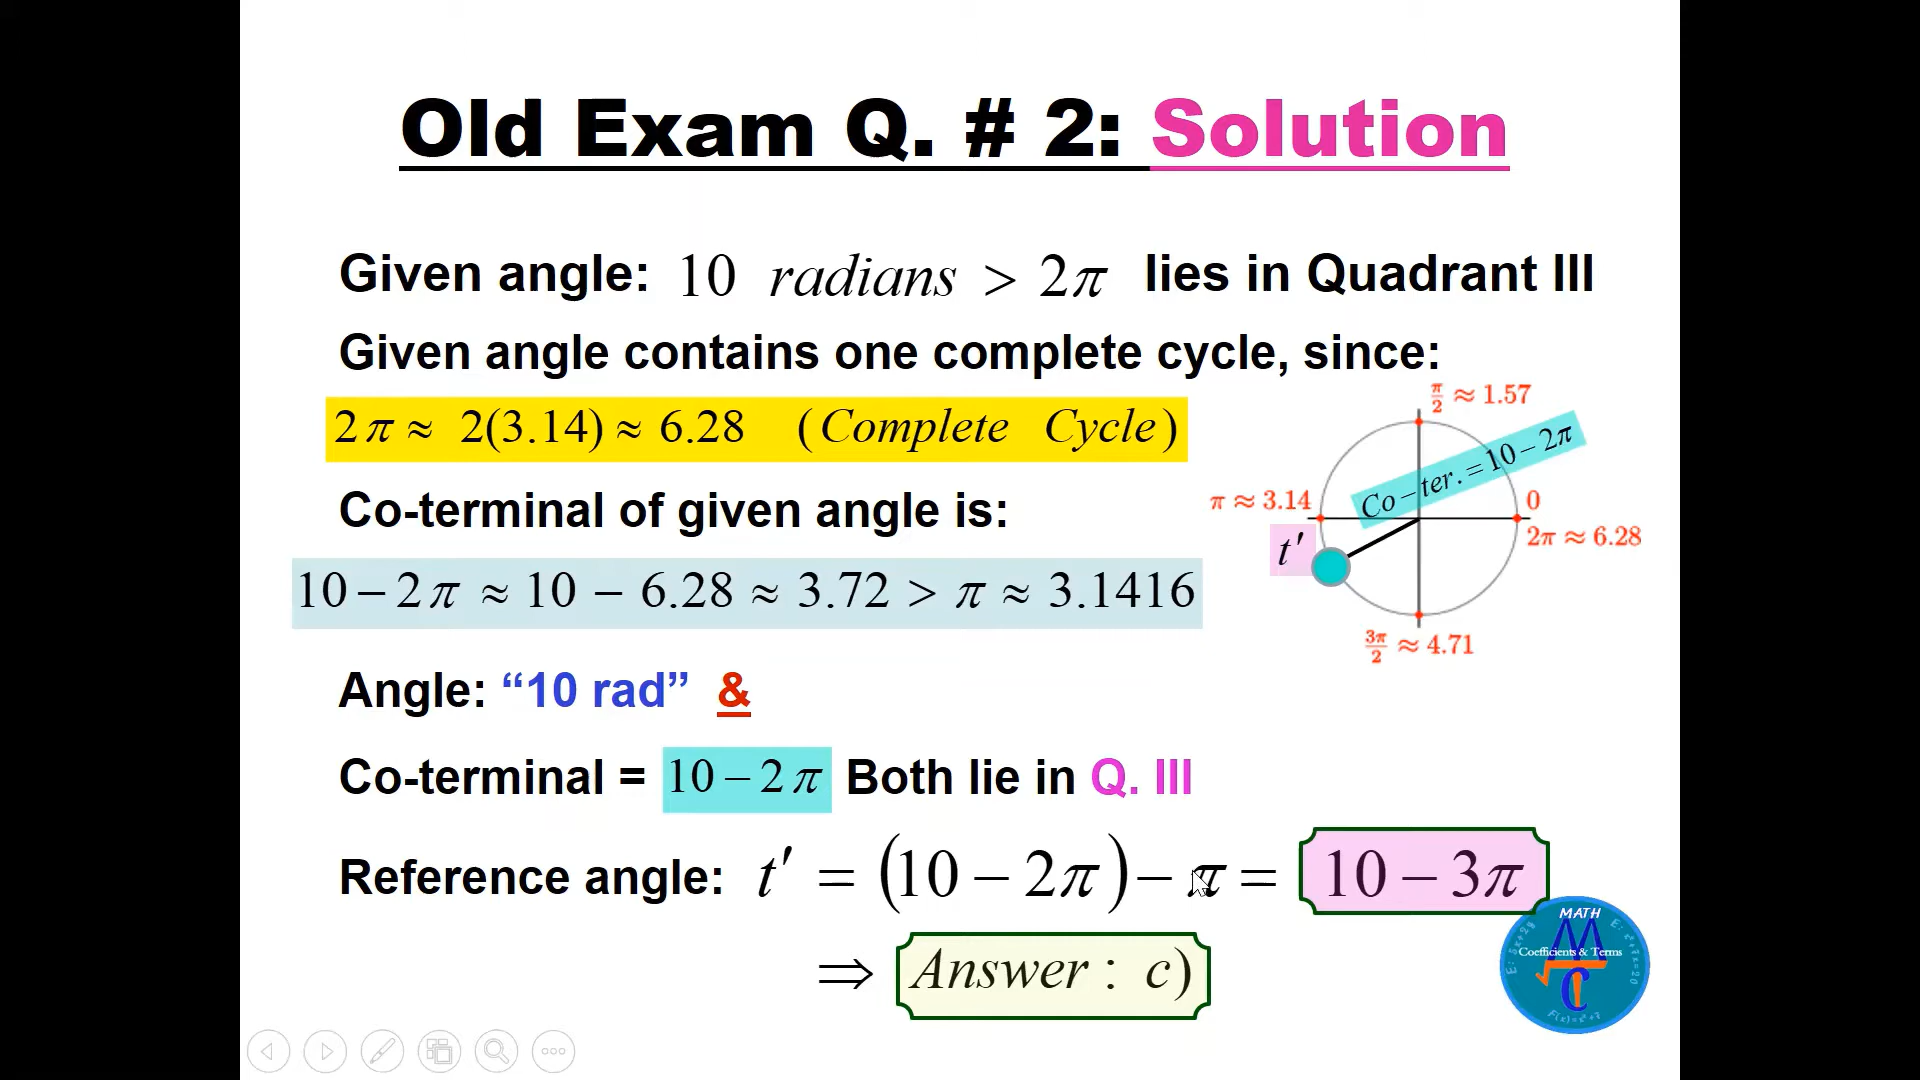 Old Exam Q. # 2: Solution
Given angle: 10 radians > 2π lies in Quadrant III
Given angle contains one complete cycle, since:
2π ≈ 2(3.14) ≈ 6.28 (Complete Cycle)
π/2 ≈ 1.57
Co-ter. = 10 − 2π
π ≈ 3.14
0
2π ≈ 6.28
t′
3π/2 ≈ 4.71
Co-terminal of given angle is:
10 − 2π ≈ 10 − 6.28 ≈ 3.72 > π ≈ 3.1416
Angle: “10 rad” &
Co-terminal = 10 − 2π Both lie in Q. III
Reference angle: t′ = (10 − 2π) − π = 10 − 3π
⇒ Answer : c)
MATH
Coefficients & Terms